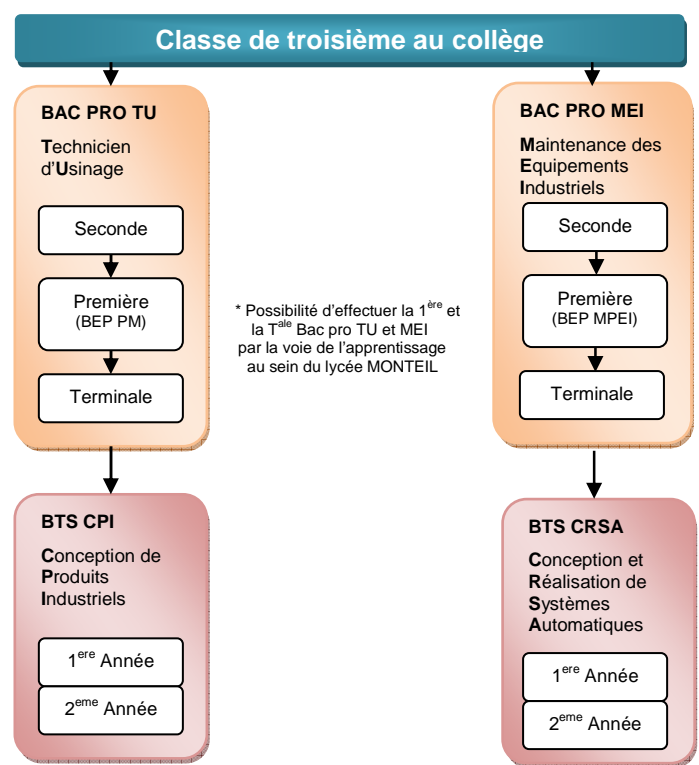 Classe de troisième au collège
BAC PRO TU
Technicien
d'Usinage
Seconde
Première
(BEP PM)
Terminale
* Possibilité d'effectuer la 1ère et
la Tale Bac pro TU et MEI
par la voie de l'apprentissage
au sein du lycée MONTEIL
BAC PRO MEI
Maintenance des
Equipements
Industriels
Seconde
Première
(BEP MPEI)
Terminale
BTS CPI
Conception de
Produits
Industriels
1ere Année
2eme Année
BTS CRSA
Conception et
Réalisation de
Systèmes
Automatiques
1ere Année
2eme Année